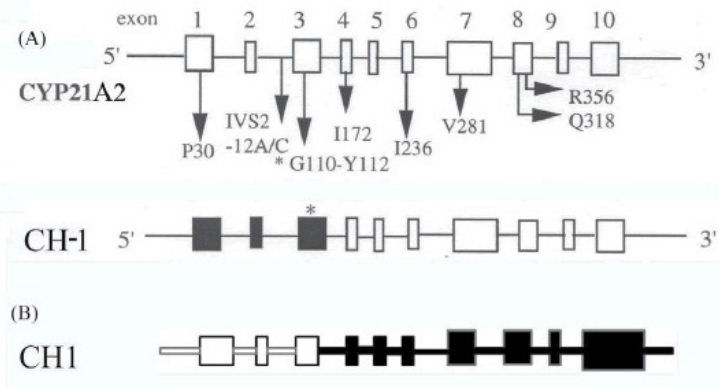 exon 1 2 3 4 5 6 7 8 9 10
(A)
5' 3'
CYP21A2
P30
IVS2
-12A/C
* G110-Y112
I172
I236
V281
R356
Q318
*
CH-1 5' 3'
(B)
CH1